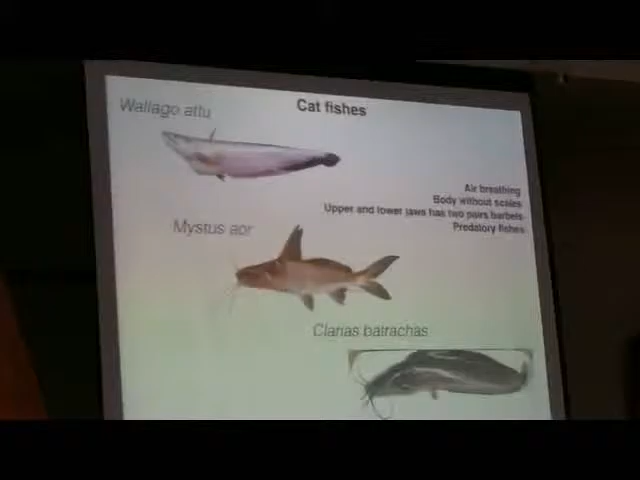 Cat fishes
Wallago attu
Air breathing
Body without scales
Upper and lower jaws has two pairs barbels
Predatory fishes
Mystus aor
Clarias batrachas